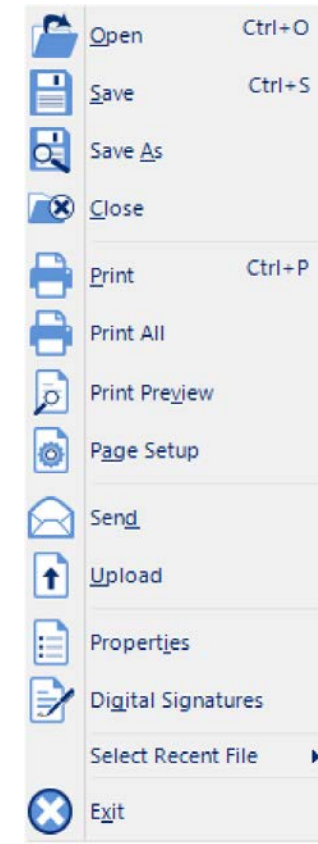 Open Ctrl+O
Save Ctrl+S
Save As
Close
Print Ctrl+P
Print All
Print Preview
Page Setup
Send
Upload
Properties
Digital Signatures
Select Recent File
Exit